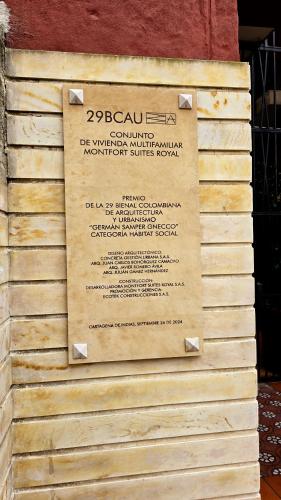 29BCAU
CONJUNTO
DE VIVIENDA MULTIFAMILIAR
MONTFORT SUITES ROYAL
PREMIO
DE LA 29 BIENAL COLOMBIANA
DE ARQUITECTURA
Y URBANISMO
"GERMÁN SAMPER GNECCO"
CATEGORÍA HÁBITAT SOCIAL
DISEÑO ARQUITECTÓNICO:
CONCRETA GESTIÓN URBANA S.A.S.
ARQ. JUAN CARLOS BOHÓRQUEZ CAMACHO
ARQ. JAVIER ROMERO ÁVILA
ARQ. JULIÁN GÁMEZ HERNÁNDEZ
CONSTRUCCIÓN:
DESARROLLADORA MONTFORT SUITES ROYAL S.A.S.
PROMOCIÓN Y GERENCIA:
ECOTEK CONSTRUCCIONES S.A.S.
CARTAGENA DE INDIAS, SEPTIEMBRE 26 DE 2024